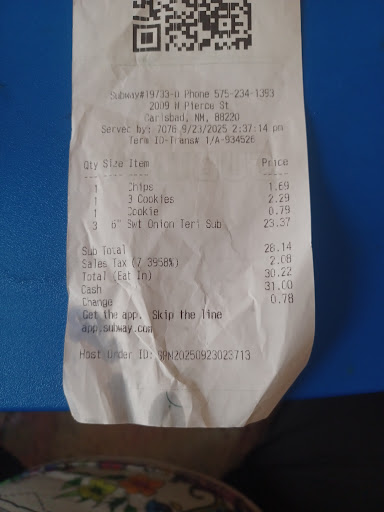 Subway#19733-0 Phone 575-234-1393
2009 N Pierce St
Carlsbad, NM, 88220
Served by: 7076 9/23/2025 2:37:14 pm
Term ID-Trans# 1/A-934526
Qty Size Item Price
1 Chips 1.69
1 3 Cookies 2.29
1 Cookie 0.79
3 6" Swt Onion Teri Sub 23.37
Sub Total 28.14
Sales Tax (7.3958%) 2.08
Total (Eat In) 30.22
Cash 31.00
Change 0.78
Get the app. Skip the line
app.subway.com
Host Order ID: SPM20250923023713